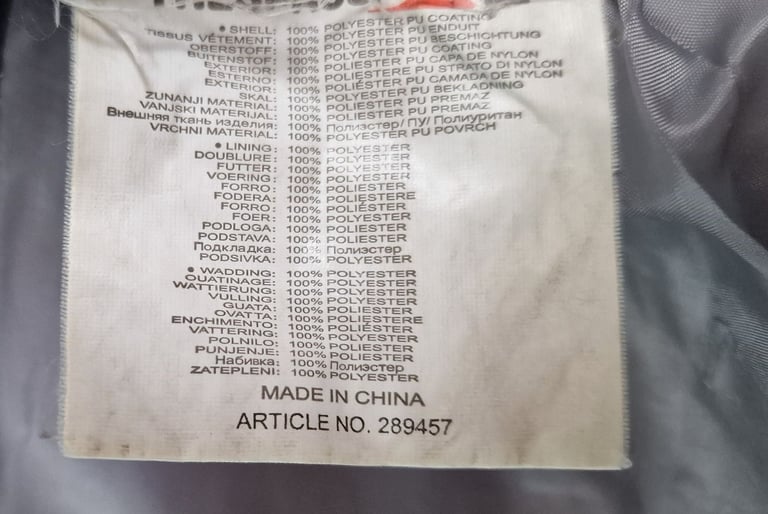 • SHELL: 100% POLYESTER PU COATING
TISSUS VÊTEMENT: 100% POLYESTER PU ENDUIT
OBERSTOFF: 100% POLYESTER PU BESCHICHTUNG
BUITENSTOF: 100% POLYESTER PU COATING
EXTERIOR: 100% POLIESTER PU CAPA DE NYLON
ESTERNO: 100% POLIESTERE PU STRATO DI NYLON
EXTERIOR: 100% POLIÉSTER PU CAMADA DE NYLON
SKAL: 100% POLYESTER PU BEKLADNING
ZUNANJI MATERIAL: 100% POLIESTER PU PREMAZ
VANJSKI MATERIJAL: 100% POLIESTER PU PREMAZ
Внешняя ткань изделия: 100% Полиэстер/ ПУ/ Полиуритан
VRCHNI MATERIAL: 100% POLYESTER PU POVRCH
• LINING: 100% POLYESTER
DOUBLURE: 100% POLYESTER
FUTTER: 100% POLYESTER
VOERING: 100% POLYESTER
FORRO: 100% POLIESTER
FODERA: 100% POLIESTERE
FORRO: 100% POLIÉSTER
FOER: 100% POLYESTER
PODLOGA: 100% POLIESTER
PODSTAVA: 100% POLIESTER
Подкладка: 100% Полиэстер
PODSIVKA: 100% POLYESTER
• WADDING: 100% POLYESTER
OUATINAGE: 100% POLYESTER
WATTIERUNG: 100% POLYESTER
VULLING: 100% POLYESTER
GUATA: 100% POLIESTER
OVATTA: 100% POLIESTERE
ENCHIMENTO: 100% POLIÉSTER
VATTERING: 100% POLYESTER
POLNILO: 100% POLIESTER
PUNJENJE: 100% POLIESTER
Набивка: 100% Полиэстер
ZATEPLENI: 100% POLYESTER
MADE IN CHINA
ARTICLE NO. 289457